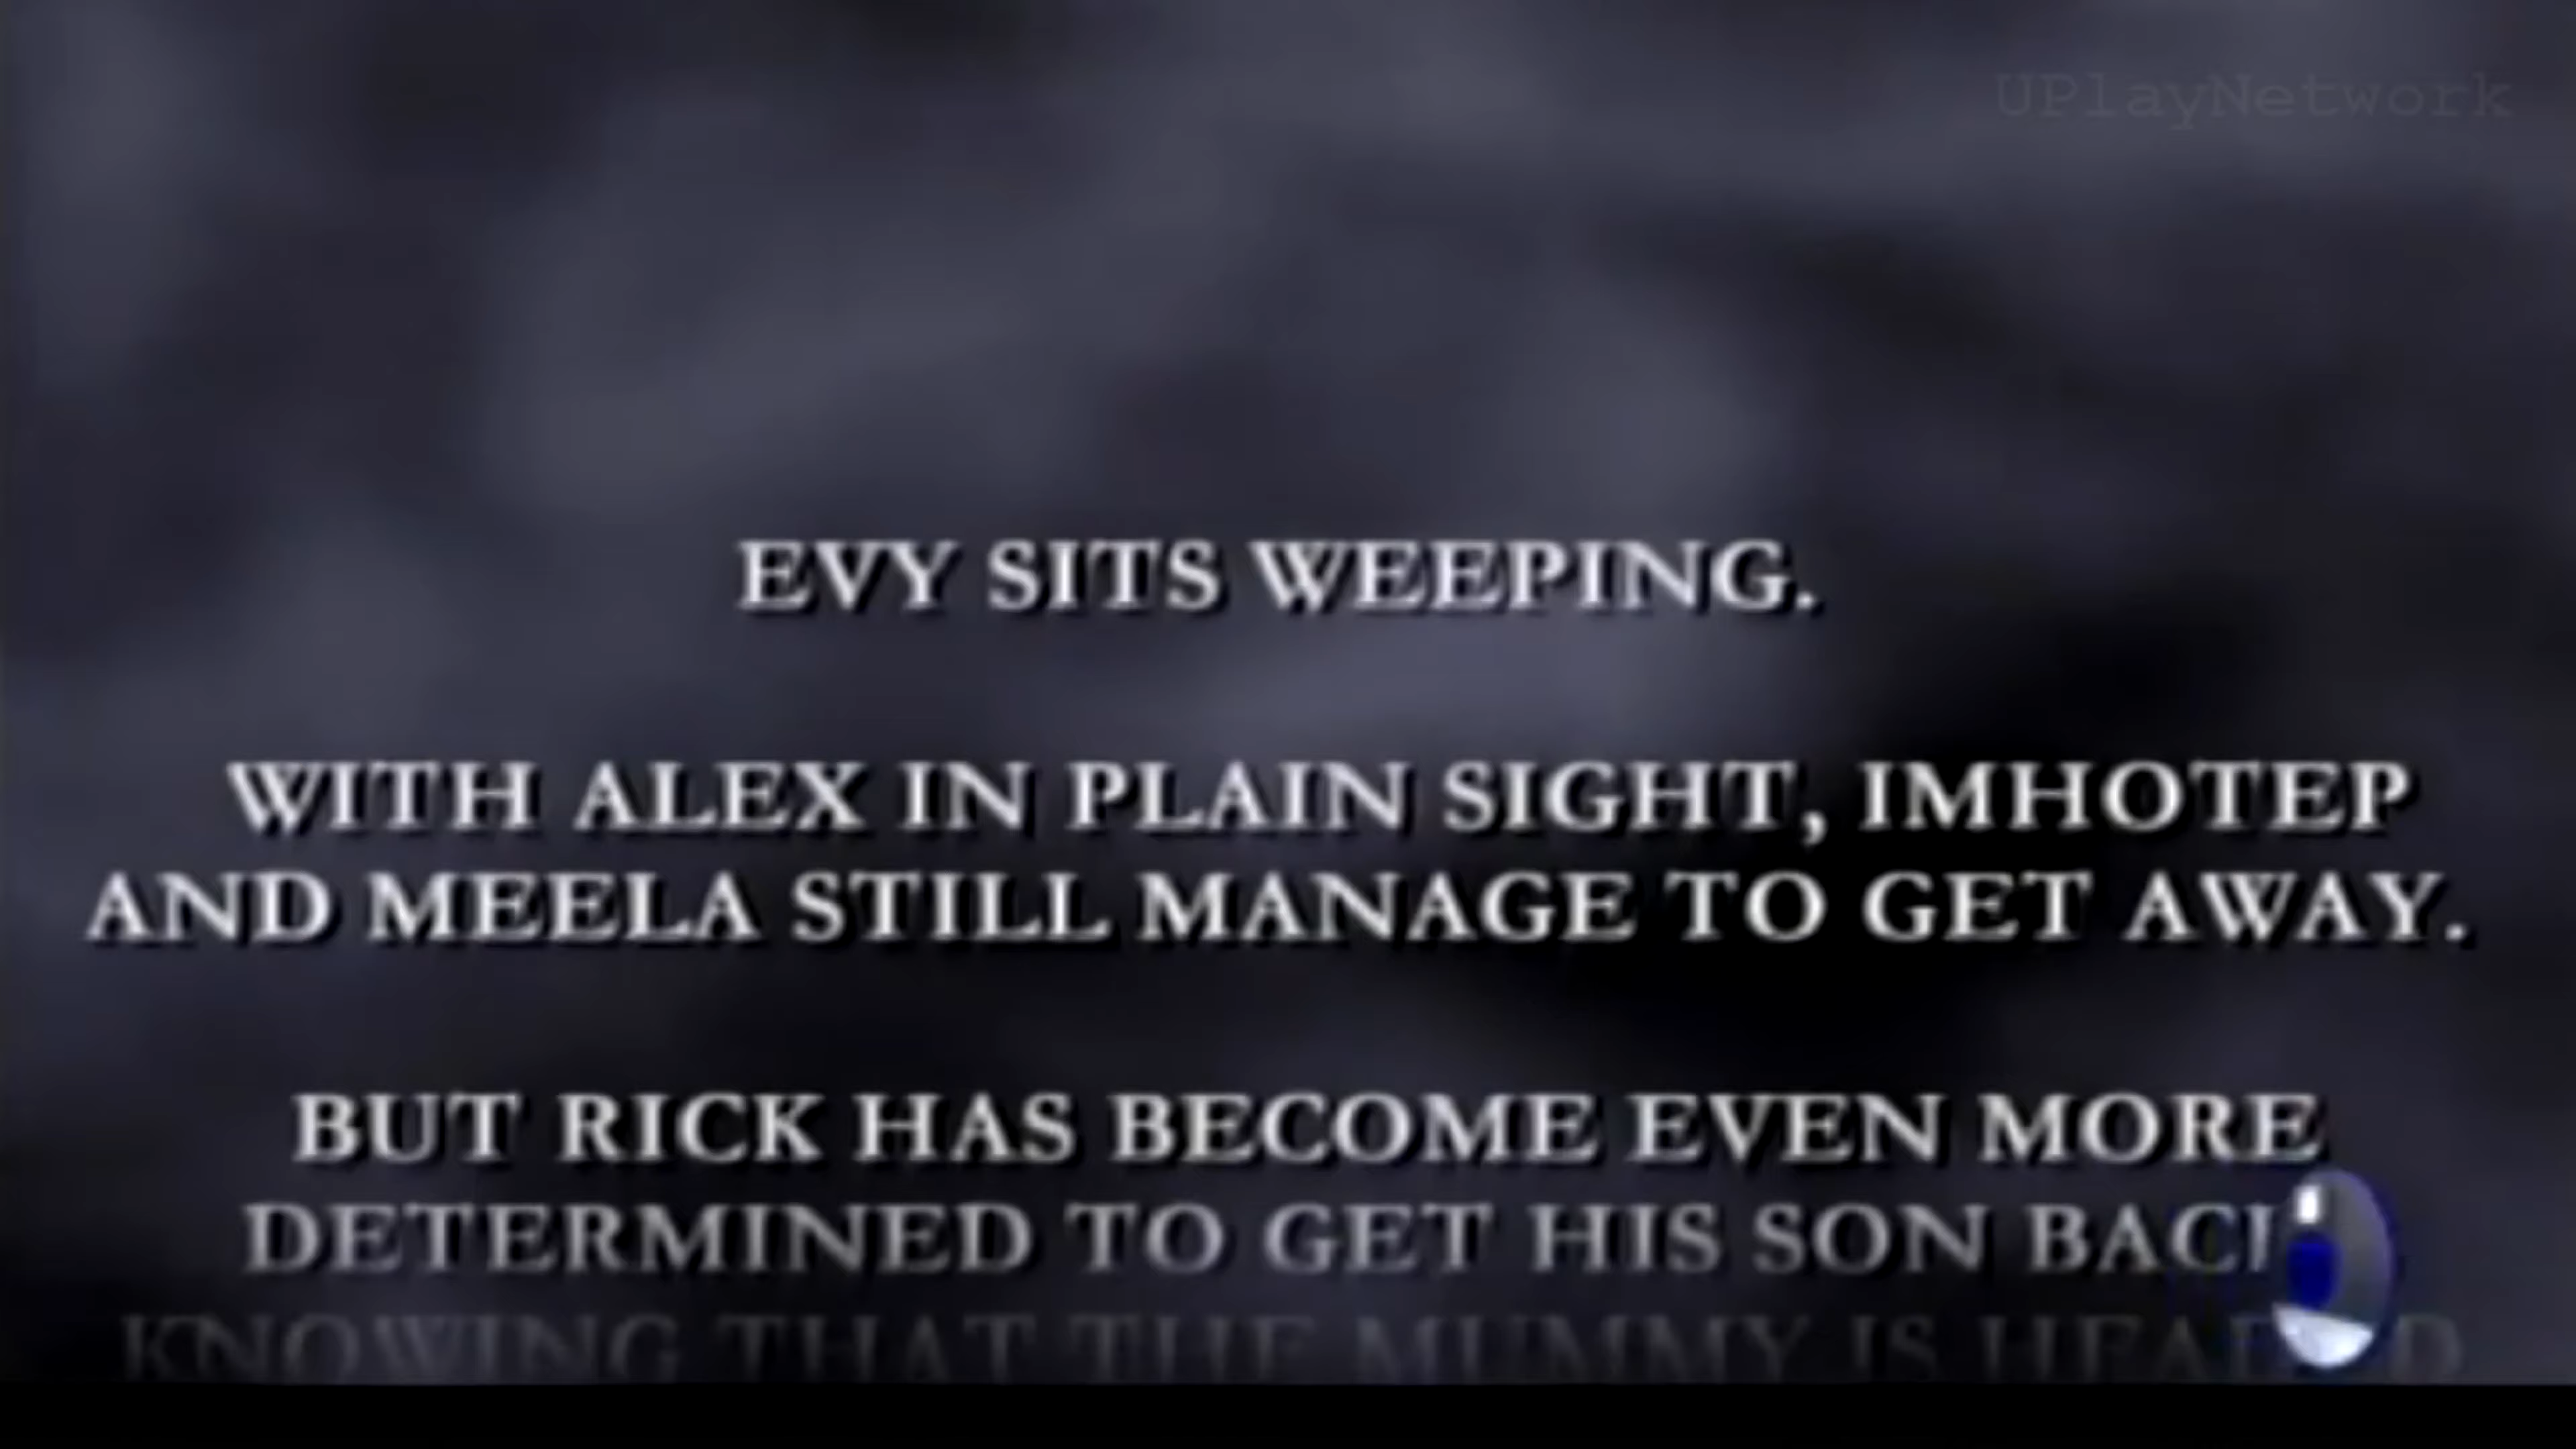 UPlayNetwork
EVY SITS WEEPING.
WITH ALEX IN PLAIN SIGHT, IMHOTEP
AND MEELA STILL MANAGE TO GET AWAY.
BUT RICK HAS BECOME EVEN MORE
DETERMINED TO GET HIS SON
KNOWING THAT THE MUMMY IS